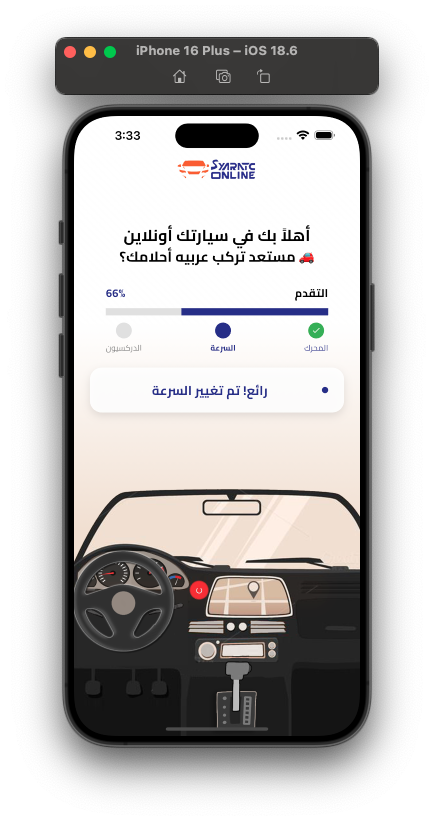 iPhone 16 Plus – iOS 18.6
3:33
SYARATC
ONLINE
أهلاً بك في سيارتك أونلاين
🚗 مستعد تركب عربيه أحلامك؟
التقدم
66%
المحرك
السرعة
الدركسيون
رائع! تم تغيير السرعة